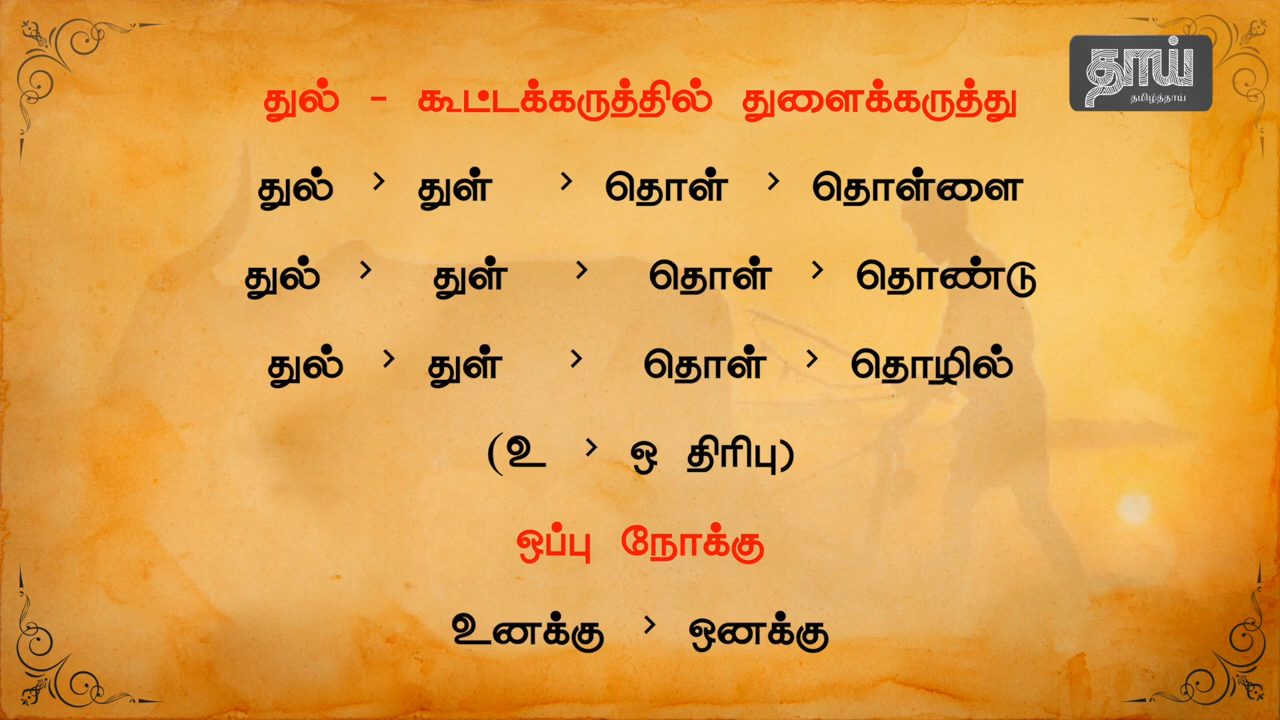 தாய்
தமிழ்த்தாய்
துல் - கூட்டக்கருத்தில் துளைக்கருத்து
துல் > துள் > தொள் > தொள்ளை
துல் > துள் > தொள் > தொண்டு
துல் > துள் > தொள் > தொழில்
(உ > ஒ திரிபு)
ஒப்பு நோக்கு
உனக்கு > ஒனக்கு